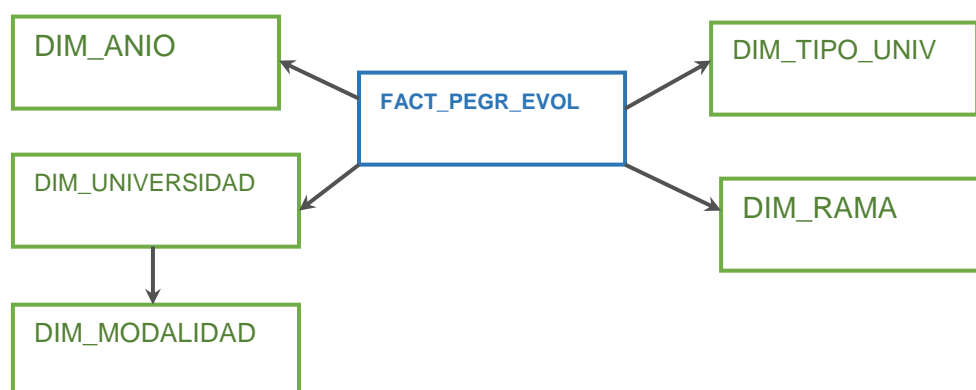 DIM_ANIO
DIM_TIPO_UNIV
FACT_PEGR_EVOL
DIM_UNIVERSIDAD
DIM_RAMA
DIM_MODALIDAD